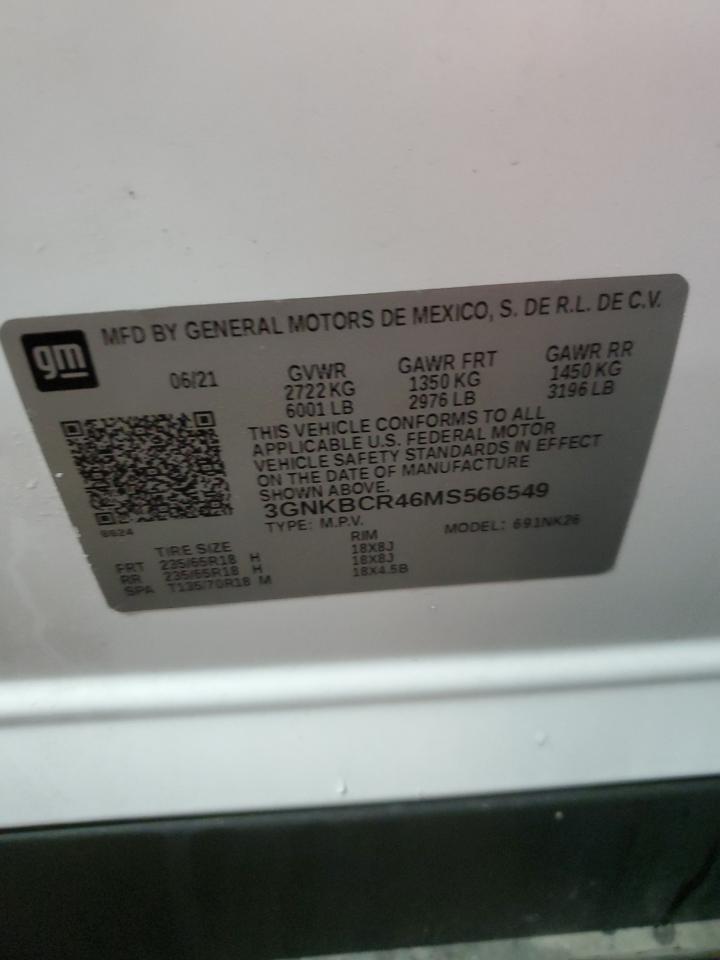 gm MFD BY GENERAL MOTORS DE MEXICO, S. DE R.L. DE C.V.
06/21 GVWR GAWR FRT GAWR RR
2722 KG 1350 KG 1450 KG
6001 LB 2976 LB 3196 LB
THIS VEHICLE CONFORMS TO ALL
APPLICABLE U.S. FEDERAL MOTOR
VEHICLE SAFETY STANDARDS IN EFFECT
ON THE DATE OF MANUFACTURE
SHOWN ABOVE.
3GNKBCR46MS566549
TYPE: M.P.V. MODEL: 691NK26
TIRE SIZE RIM
FRT 235/65R18 H 18X8J
RR 235/65R18 H 18X8J
SPA T135/70R18 M 18X4.5B